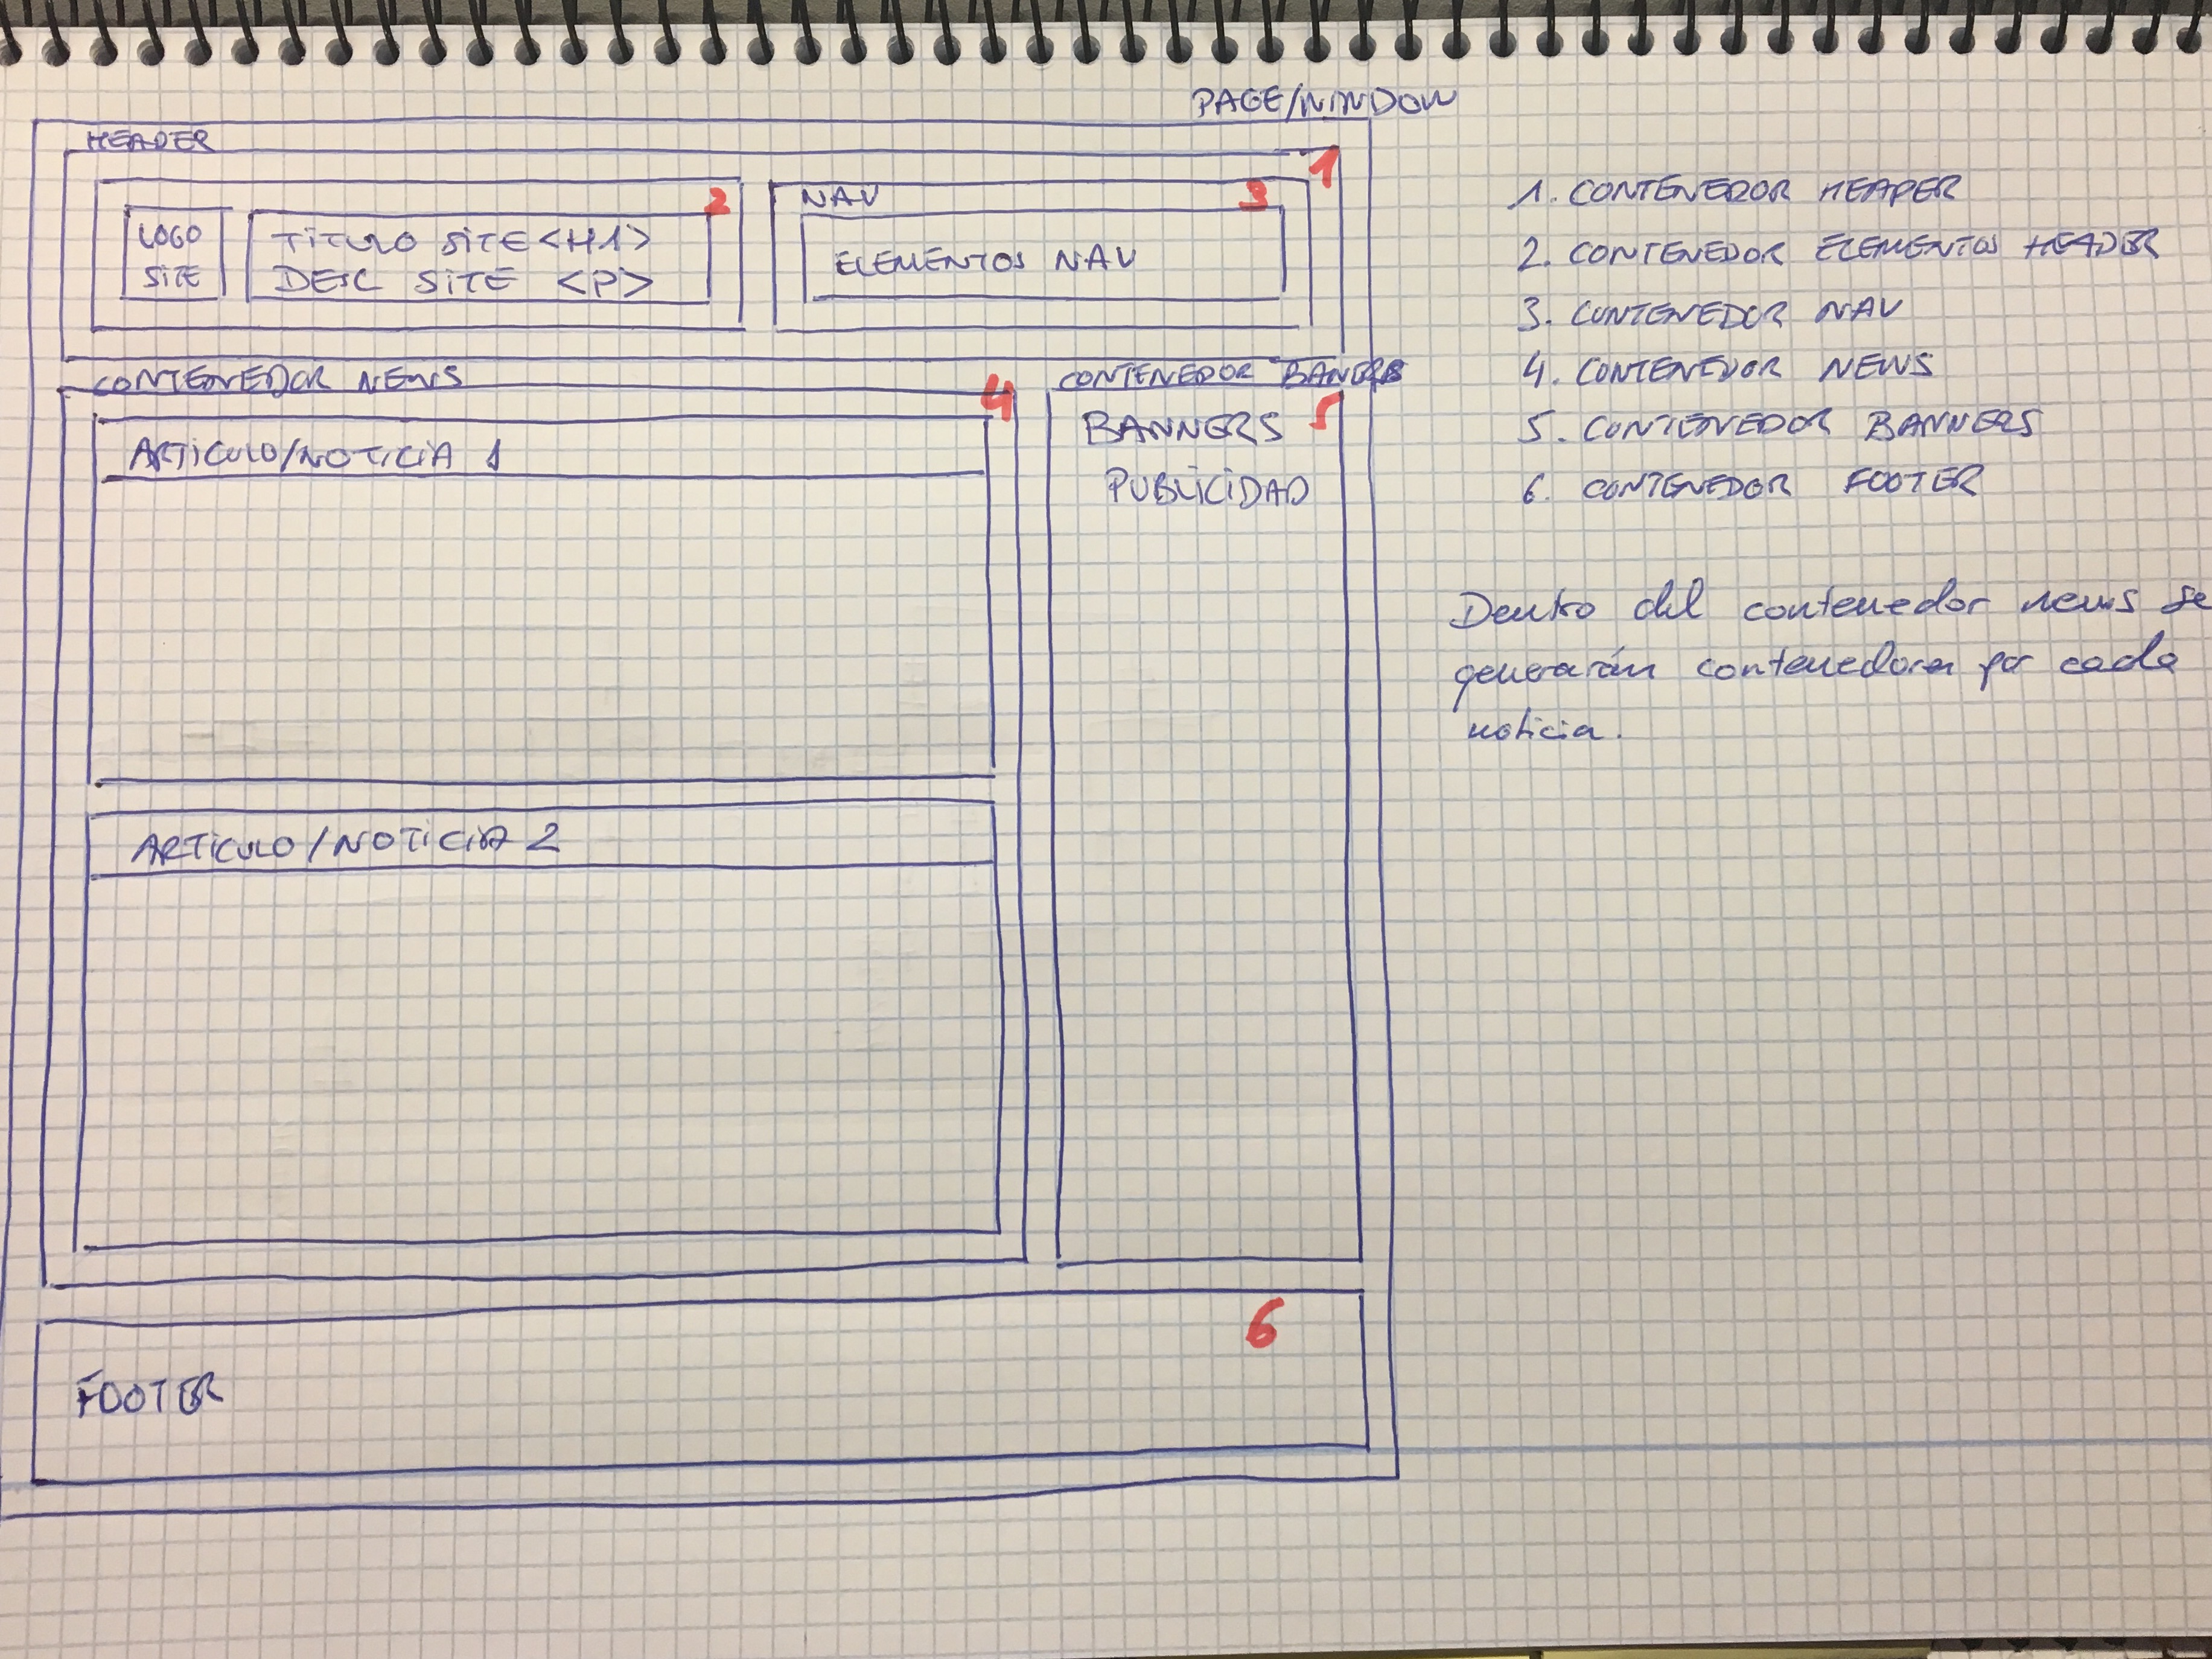 PAGE/WINDOW
HEADER
1
2
LOGO
SITE
TITULO SITE <H1>
DESC SITE <P>
NAV
3
ELEMENTOS NAV
CONTENEDOR NEWS
4
ARTICULO/NOTICIA 1
ARTICULO/NOTICIA 2
CONTENEDOR BANERS
5
BANNERS
PUBLICIDAD
6
FOOTER
1. CONTENEDOR HEADER
2. CONTENEDOR ELEMENTOS HEADER
3. CONTENEDOR NAV
4. CONTENEDOR NEWS
5. CONTENEDOR BANNERS
6. CONTENEDOR FOOTER
Dentro del contenedor news se
generarán contenedores por cada
noticia.